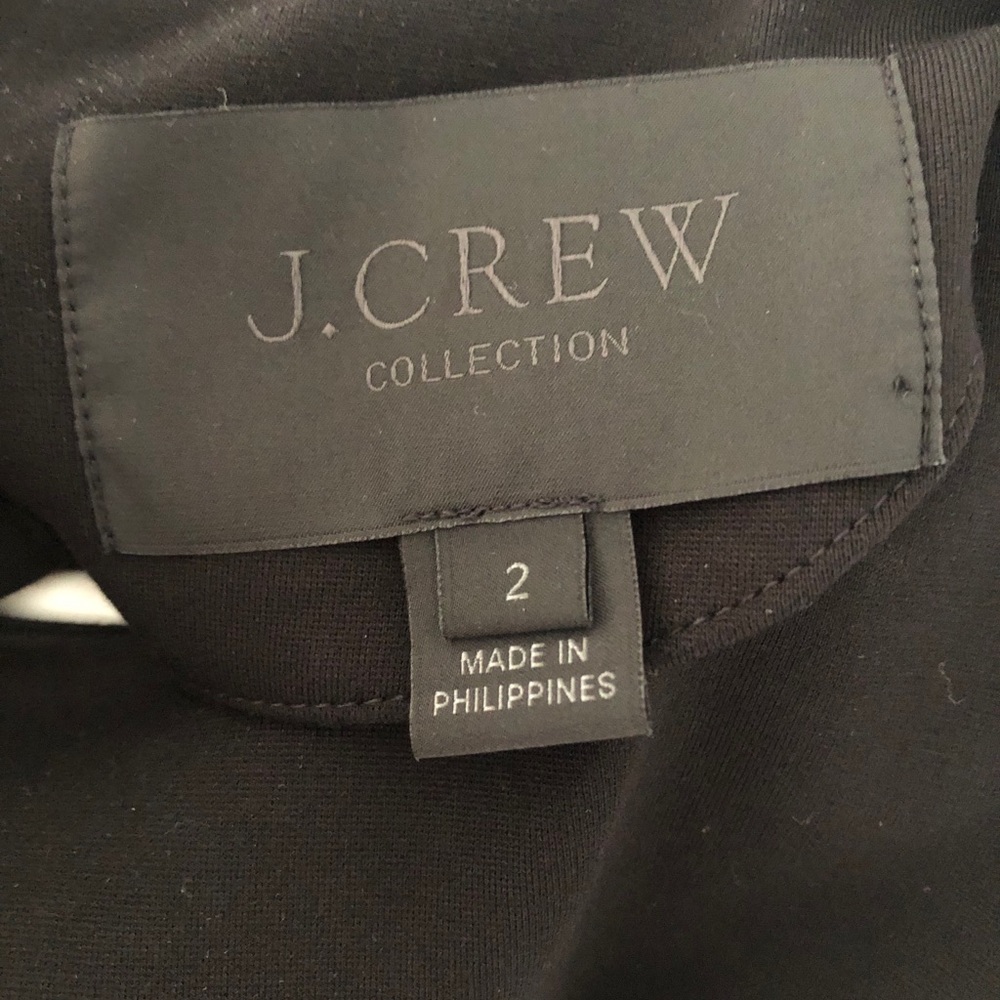 J.CREW
COLLECTION
2
MADE IN
PHILIPPINES